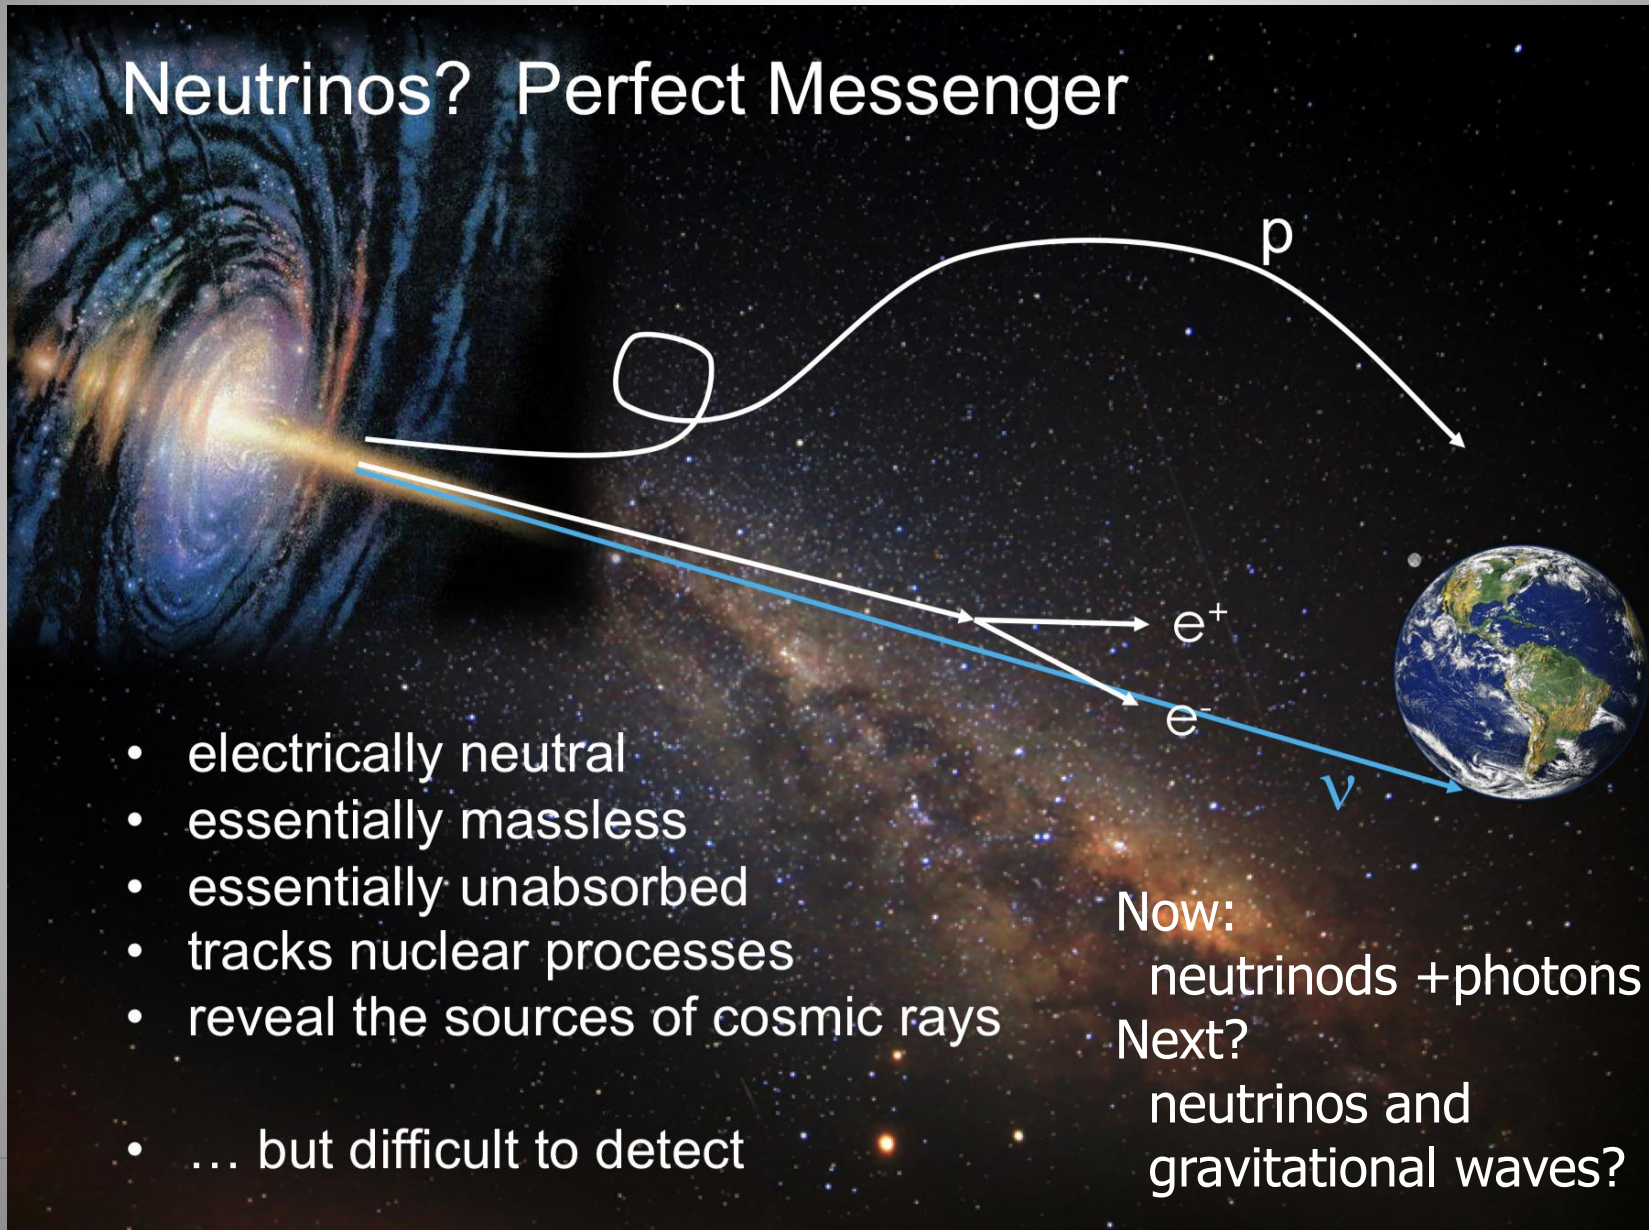 Neutrinos? Perfect Messenger
p
e⁺
e⁻
ν
• electrically neutral
• essentially massless
• essentially unabsorbed
• tracks nuclear processes
• reveal the sources of cosmic rays
• … but difficult to detect
Now:
neutrinods +photons
Next?
neutrinos and
gravitational waves?